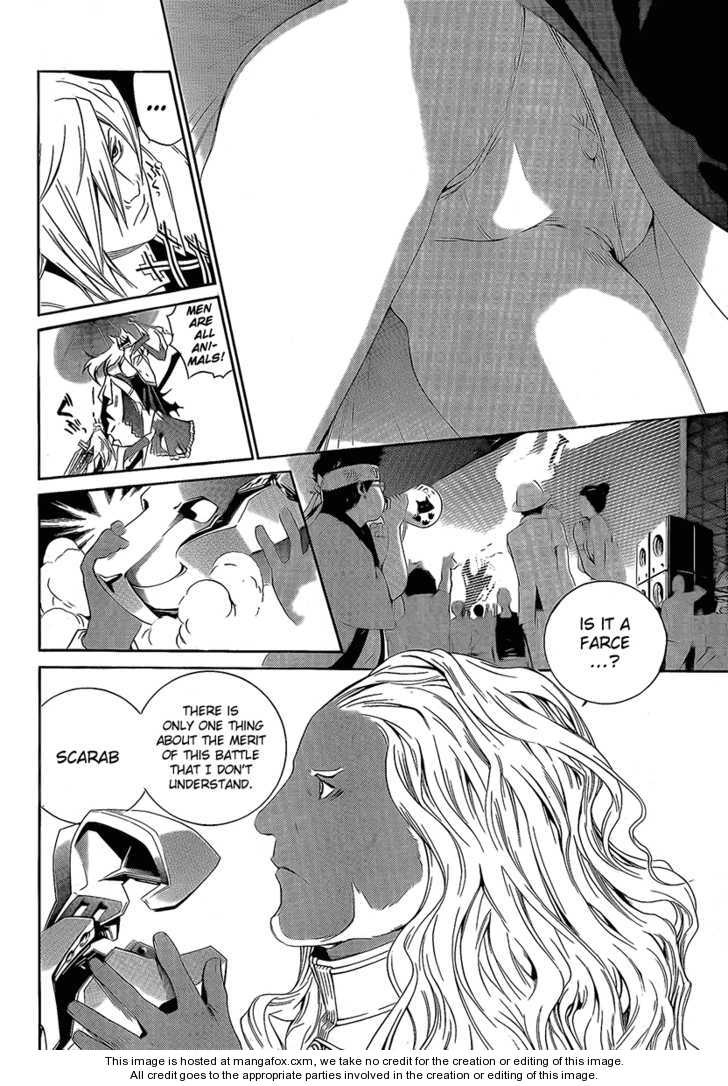 ...
MEN
ARE
ALL
ANI-
MALS!
IS IT A
FARCE
...?
THERE IS
ONLY ONE THING
ABOUT THE MERIT
OF THIS BATTLE
THAT I DON'T
UNDERSTAND.
SCARAB
This image is hosted at mangafox.cxm, we take no credit for the creation or editing of this image.
All credit goes to the appropriate parties involved in the creation or editing of this image.